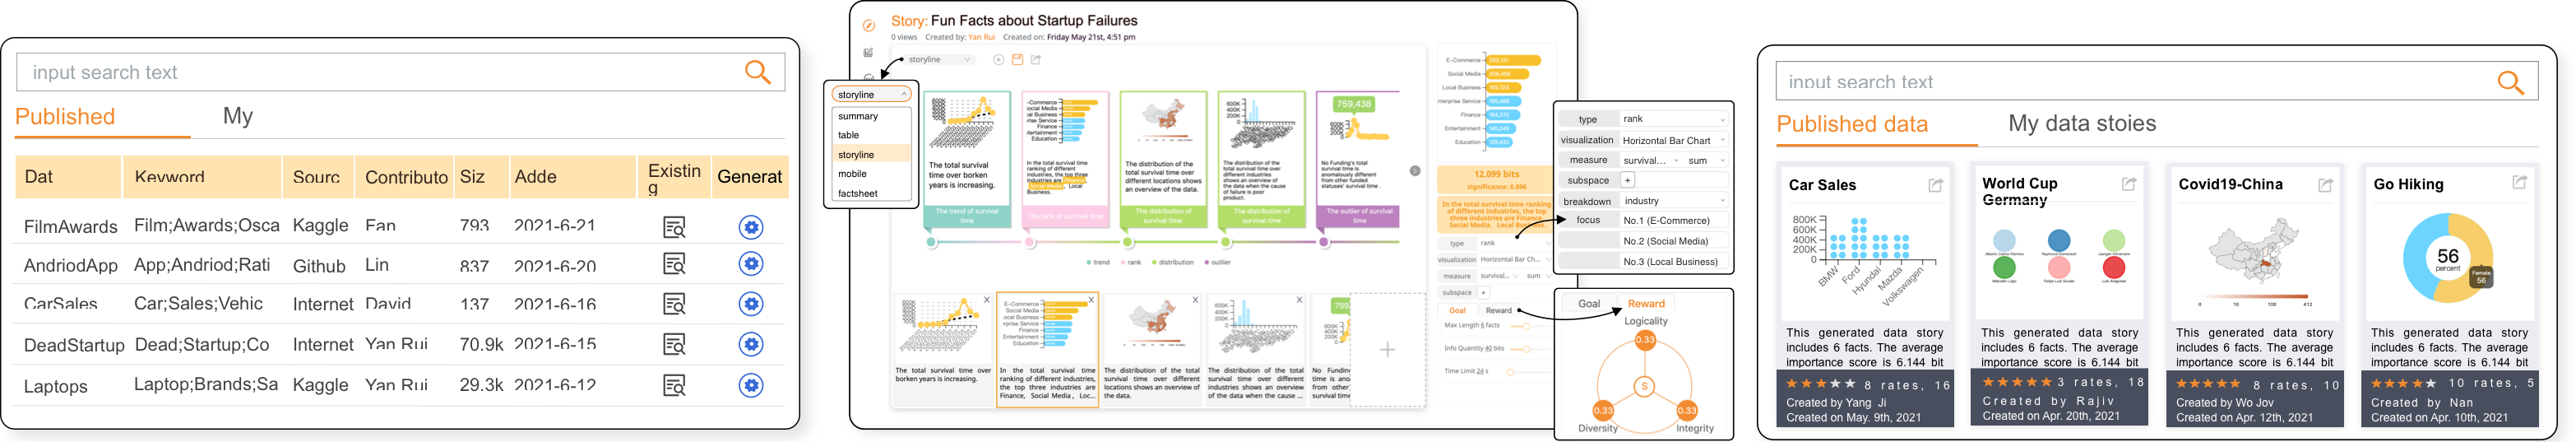 input search text
Published
My
Dat
Keyword
Sourc
Contributo
Siz
Adde
Existin
g
Generat
FilmAwards
Film;Awards;Osca
Kaggle
Fan
793
2021-6-21
AndriodApp
App;Andriod;Rati
Github
Lin
837
2021-6-20
CarSales
Car;Sales;Vehic
Internet
David
137
2021-6-16
DeadStartup
Dead;Startup;Co
Internet
Yan Rui
70.9k
2021-6-15
Laptops
Laptop;Brands;Sa
Kaggle
Yan Rui
29.3k
2021-6-12
Story: Fun Facts about Startup Failures
0 views Created by: Yan Rui Created on: Friday May 21st, 4:51 pm
storyline
storyline
summary
table
storyline
mobile
factsheet
The total survival
time over borken
years is increasing.
The trend of survival
time
In the total survival time
ranking of different
industries, the top three
industries are Finance,
Social Media, Local
Business.
The rank of survival time
The distribution of
the total survival
time over different
locations shows an
overview of the data.
The distribution of
survival time
600K
400K
200K
0
The distribution of the
total survival time over
different industries
shows an overview of
the data when the cause
of failure is poor
product.
The distribution of
survival time
759,438
No Funding's total
survival time is
anomalously different
from other funded
statuses' survival time .
The outlier of survival
time
trend
rank
distribution
outlier
The total survival time over
borken years is increasing.
E-Commerce
Social Media
ocal Business
rprise Service
Finance
Entertainment
Education
In the total survival time
ranking of different industries,
the top three industries are
Finance, Social Media , Loc...
The distribution of the total
survival time over different
locations shows an overview
of the data.
The distribution of the total
survival time over different
industries shows an overview
of the data when the cause ...
No Fundin
time is ano
from other
survival time
E-Commerce
Social Media
Local Business
nterprise Service
Finance
Entertainment
Education
12.099 bits
significance: 0.896
In the total survival time ranking
of different industries, the top
three industries are Finance,
Social Media, Local Business.
type
rank
visualization
Horizontal Bar Ch...
measure
survival...
sum
subspace
+
Goal
Reward
Max Length 6 facts
Info Quantity 40 bits
Time Limit 24 s
type
rank
visualization
Horizontal Bar Chart
measure
survival...
sum
subspace
+
breakdown
industry
focus
No.1 (E-Commerce)
No.2 (Social Media)
No.3 (Local Business)
Goal
Reward
Logicality
0.33
S
0.33
0.33
Diversity
Integrity
input search text
Published data
My data stoies
Car Sales
800K
600K
400K
200K
0
BMW
Ford
Hyundai
Mazda
Volkswagen
This generated data story
includes 6 facts. The average
importance score is 6.144 bit
8 rates, 16
Created by Yang Ji
Created on May. 9th, 2021
World Cup
Germany
This generated data story
includes 6 facts. The average
importance score is 6.144 bit
3 rates, 18
Created by Rajiv
Created on Apr. 20th, 2021
Covid19-China
0
10
100
412
This generated data story
includes 6 facts. The average
importance score is 6.144 bit
8 rates, 10
Created by Wo Jov
Created on Apr. 12th, 2021
Go Hiking
56
percent
Female
56
This generated data story
includes 6 facts. The average
importance score is 6.144 bit
10 rates, 5
Created by Nan
Created on Apr. 10th, 2021